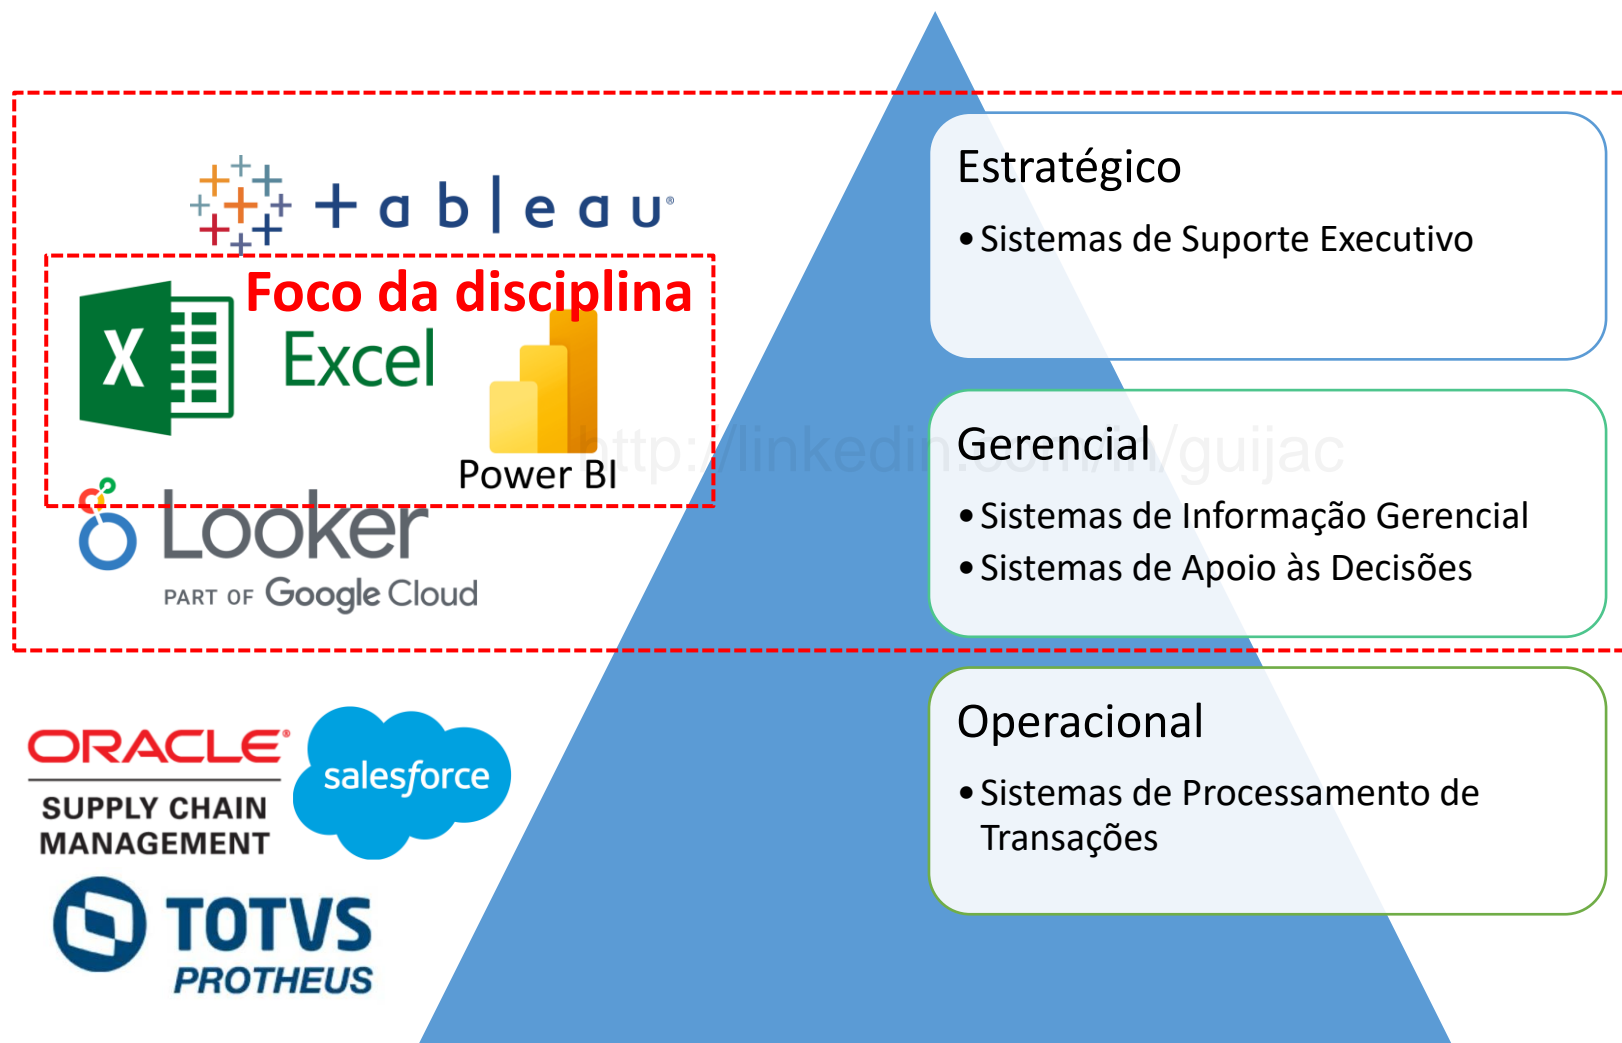 +ableau®
Foco da disciplina
X
Excel
Power BI
Looker
PART OF Google Cloud
ORACLE®
SUPPLY CHAIN
MANAGEMENT
salesforce
TOTVS
PROTHEUS
Estratégico
• Sistemas de Suporte Executivo
http://linkedin.com/in/guijac
Gerencial
• Sistemas de Informação Gerencial
• Sistemas de Apoio às Decisões
Operacional
• Sistemas de Processamento de
Transações